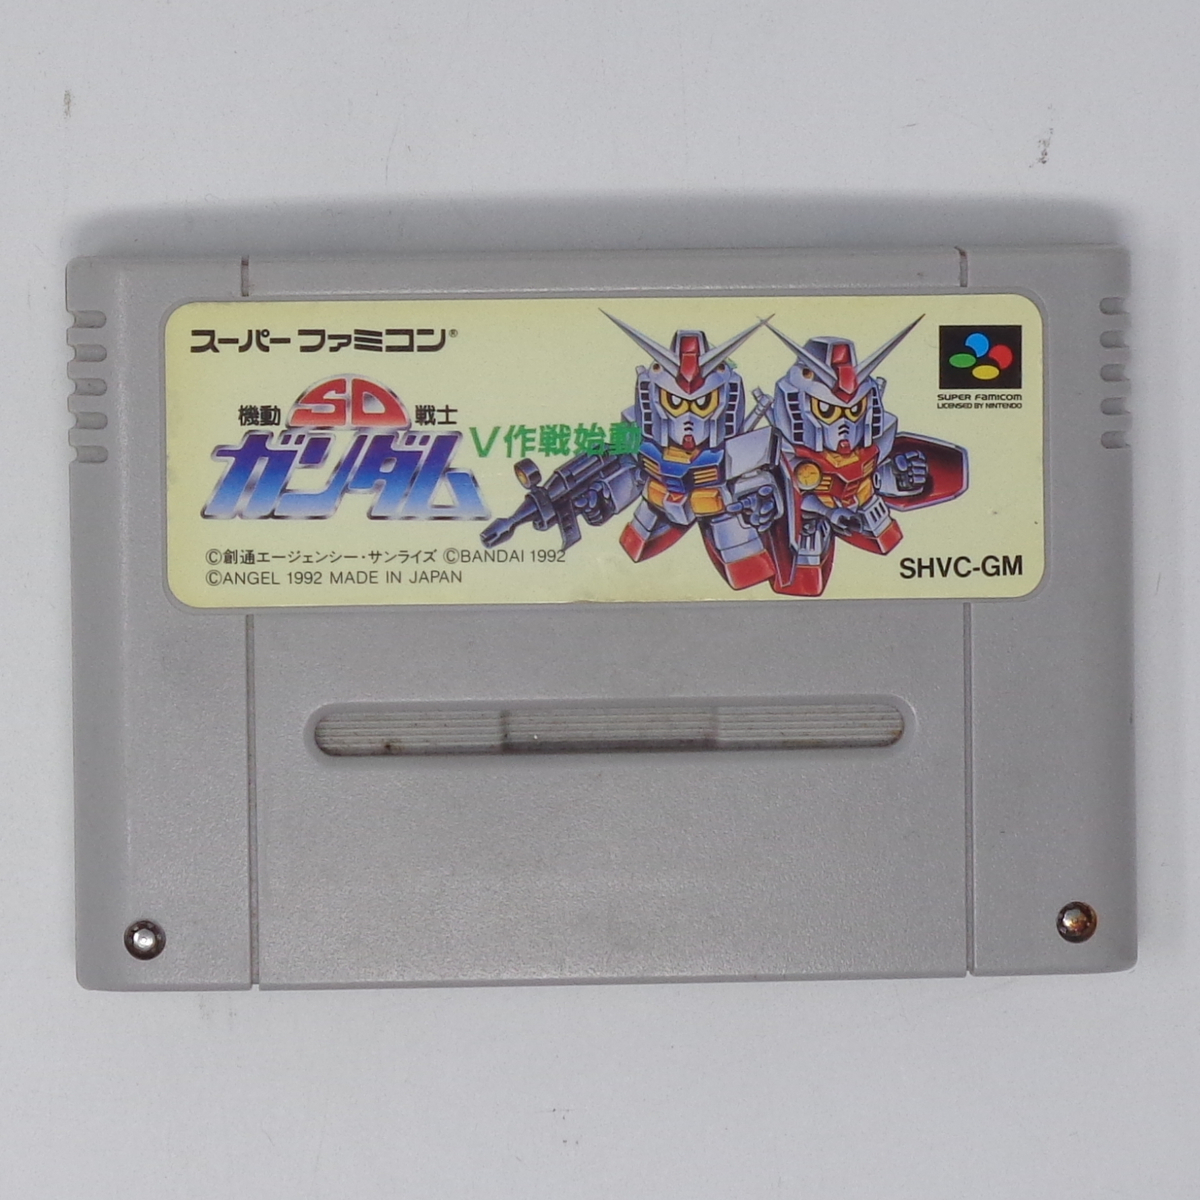 スーパーファミコン®
機動 SD 戦士
ガンダム V作戦始動
©創通エージェンシー・サンライズ ©BANDAI 1992
©ANGEL 1992 MADE IN JAPAN
SUPER FAMICOM
LICENSED BY NINTENDO
SHVC-GM